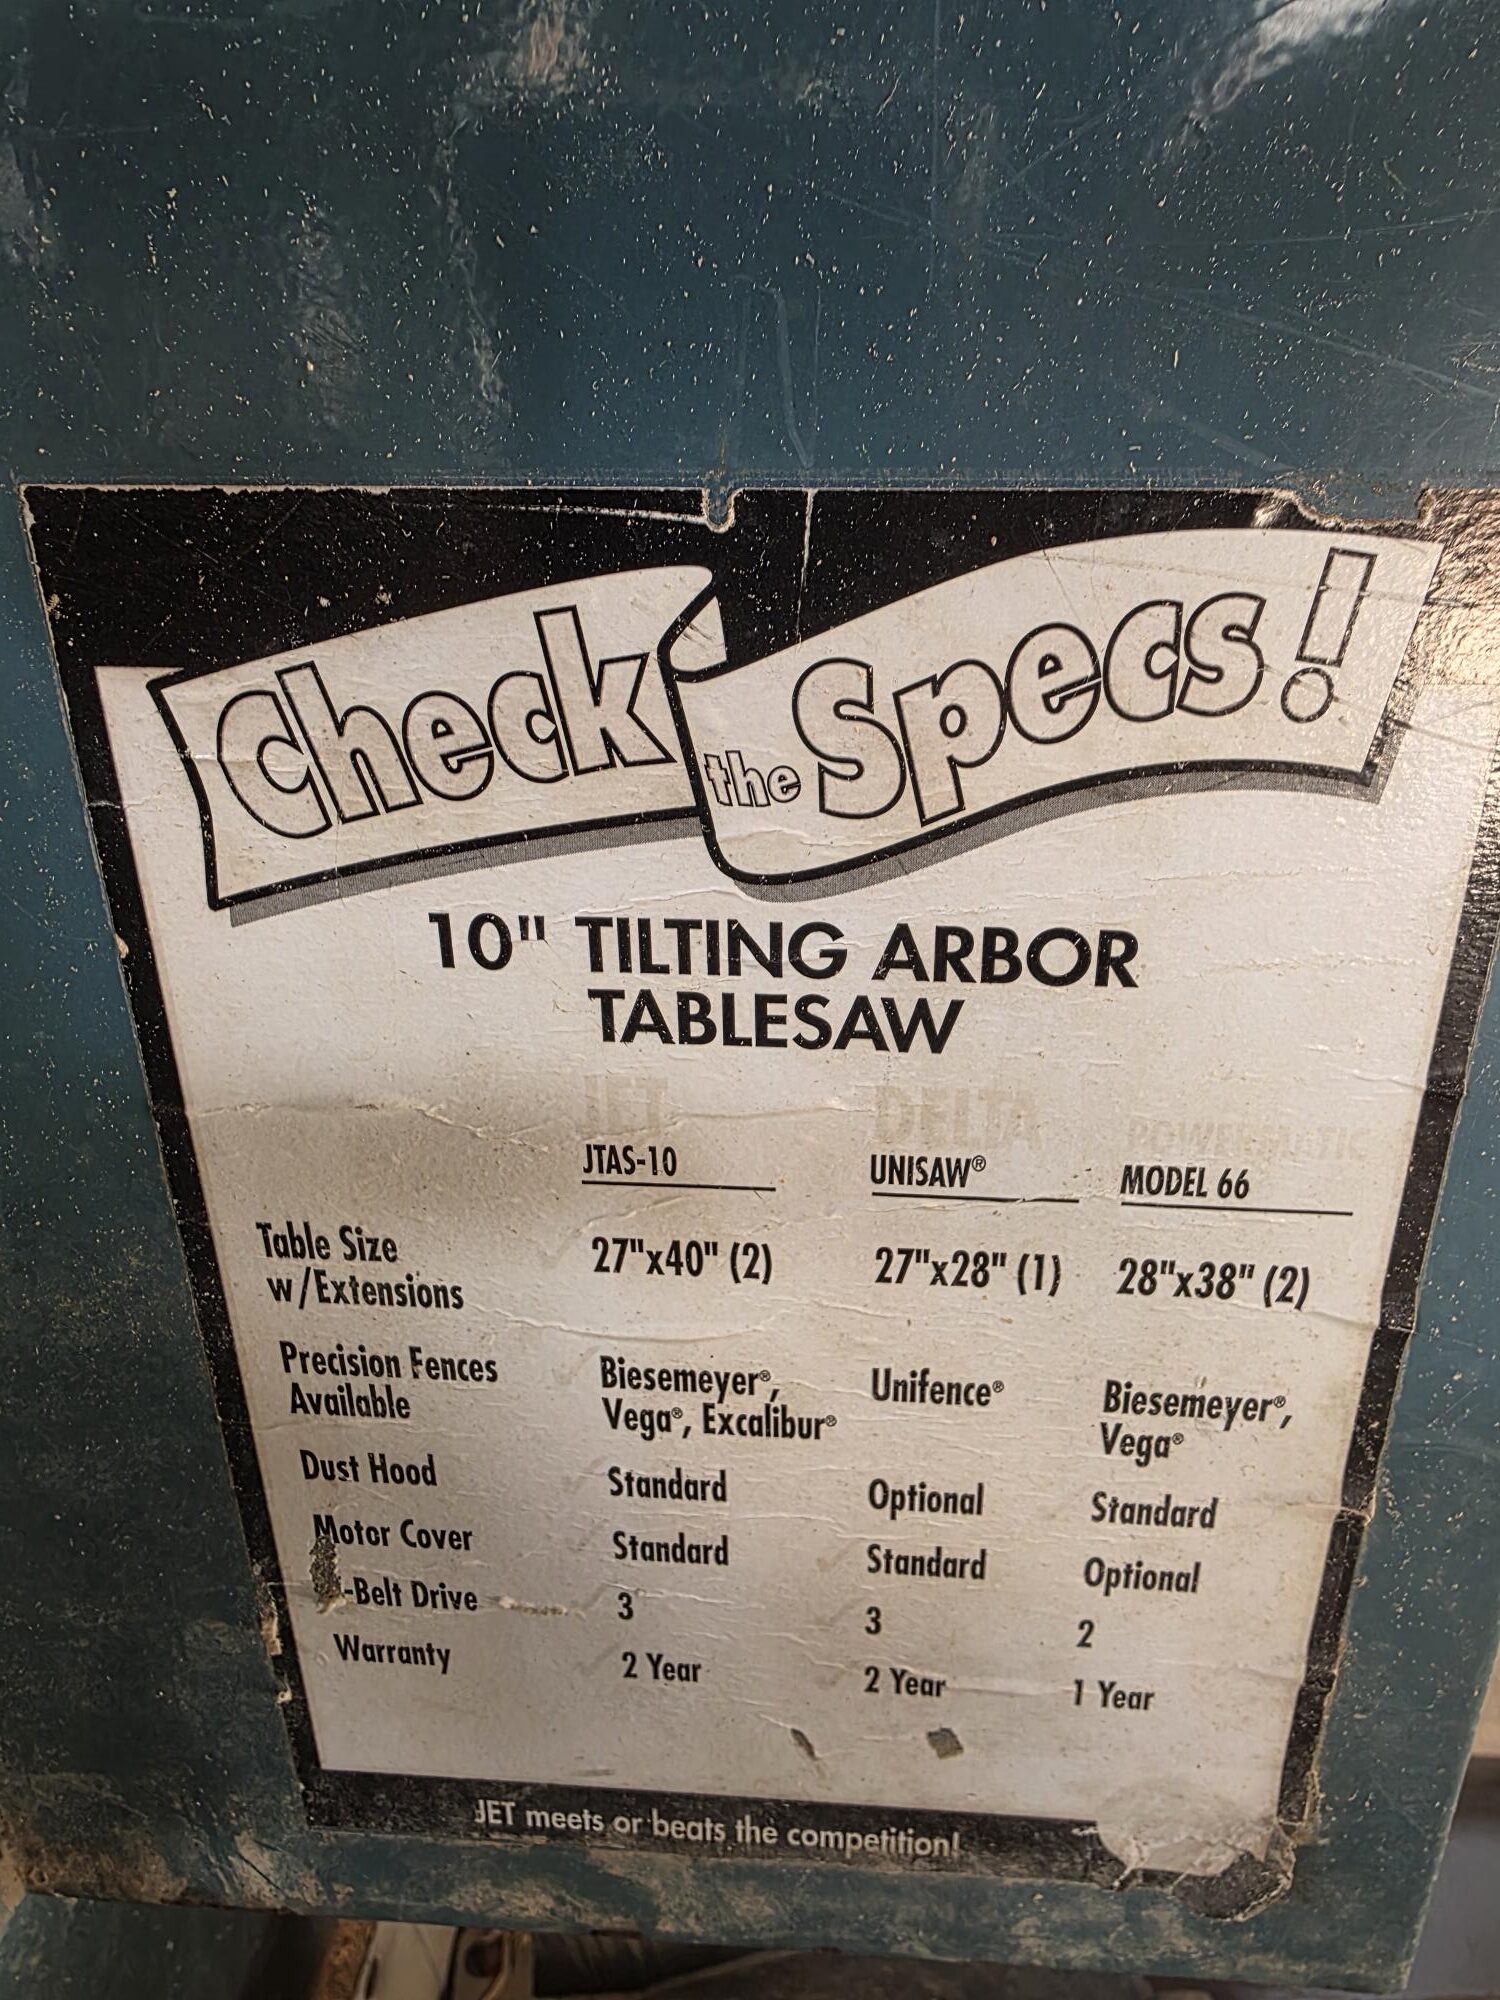 Check the Specs!
10" TILTING ARBOR
TABLESAW
JET DELTA POWERMATIC
JTAS-10 UNISAW® MODEL 66
Table Size
w/Extensions 27"x40" (2) 27"x28" (1) 28"x38" (2)
Precision Fences Biesemeyer®, Unifence® Biesemeyer®,
Available Vega®, Excalibur® Vega®
Dust Hood Standard Optional Standard
Motor Cover Standard Standard Optional
-Belt Drive 3 3 2
Warranty 2 Year 2 Year 1 Year
JET meets or beats the competition!